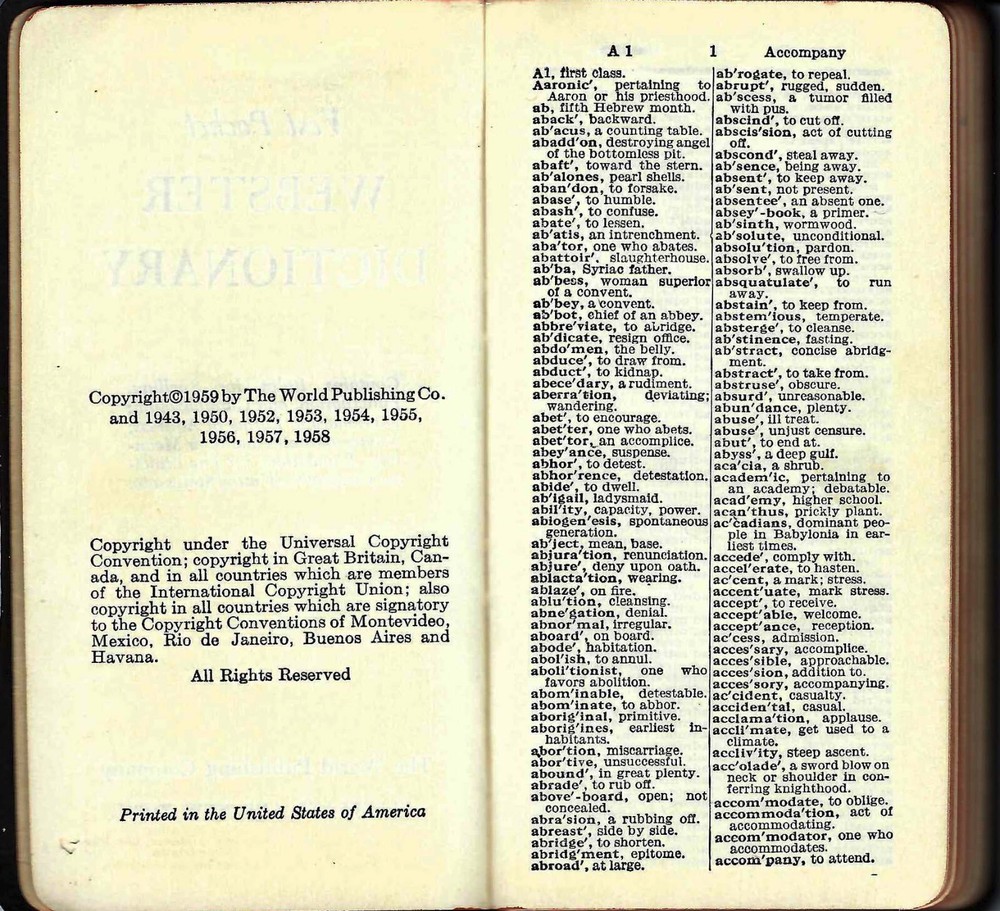 Copyright©1959 by The World Publishing Co.
and 1943, 1950, 1952, 1953, 1954, 1955,
1956, 1957, 1958
Copyright under the Universal Copyright
Convention; copyright in Great Britain, Can-
ada, and in all countries which are members
of the International Copyright Union; also
copyright in all countries which are signatory
to the Copyright Conventions of Montevideo,
Mexico, Rio de Janeiro, Buenos Aires and
Havana.
All Rights Reserved
Printed in the United States of America
A 1 1 Accompany
A1, first class.
Aaronic', pertaining to
Aaron or his priesthood.
ab, fifth Hebrew month.
aback', backward.
ab'acus, a counting table.
abadd'on, destroying angel
of the bottomless pit.
abaft', toward the stern.
ab'alones, pearl shells.
aban'don, to forsake.
abase', to humble.
abash', to confuse.
abate', to lessen.
ab'atis, an intrenchment.
aba'tor, one who abates.
abattoir', slaughterhouse.
ab'ba, Syriac father.
ab'bess, woman superior
of a convent.
ab'bey, a convent.
ab'bot, chief of an abbey.
abbre'viate, to abridge.
ab'dicate, resign office.
abdo'men, the belly.
abduce', to draw from.
abduct', to kidnap.
abece'dary, a rudiment.
aberra'tion, deviating;
wandering.
abet', to encourage.
abet'ter, one who abets.
abet'tor, an accomplice.
abey'ance, suspense.
abhor', to detest.
abhor'rence, detestation.
abide', to dwell.
ab'igail, ladysmaid.
abil'ity, capacity, power.
abiogen'esis, spontaneous
generation.
ab'ject, mean, base.
abjura'tion, renunciation.
abjure', deny upon oath.
ablacta'tion, wearing.
ablaze', on fire.
ablu'tion, cleansing.
abne'gation, denial.
abnor'mal, irregular.
aboard', on board.
abode', habitation.
abol'ish, to annul.
aboli'tionist, one who
favors abolition.
abom'inable, detestable.
abom'inate, to abhor.
aborig'inal, primitive.
aborig'ines, earliest in-
habitants.
abor'tion, miscarriage.
abor'tive, unsuccessful.
abound', in great plenty.
abrade', to rub off.
above'-board, open; not
concealed.
abra'sion, a rubbing off.
abreast', side by side.
abridge', to shorten.
abridg'ment, epitome.
abroad', at large.
ab'rogate, to repeal.
abrupt', rugged, sudden.
ab'scess, a tumor filled
with pus.
abscind', to cut off.
abscis'sion, act of cutting
off.
abscond', steal away.
ab'sence, being away.
absent', to keep away.
ab'sent, not present.
absentee', an absent one.
absey'-book, a primer.
ab'sinth, wormwood.
ab'solute, unconditional.
absolu'tion, pardon.
absolve', to free from.
absorb', swallow up.
absquatulate', to run
away.
abstain', to keep from.
abstem'ious, temperate.
absterge', to cleanse.
ab'stinence, fasting.
ab'stract, concise abridg-
ment.
abstract', to take from.
abstruse', obscure.
absurd', unreasonable.
abun'dance, plenty.
abuse', ill treat.
abuse', unjust censure.
abut', to end at.
abyss', a deep gulf.
aca'cia, a shrub.
academ'ic, pertaining to
an academy; debatable.
acad'emy, higher school.
acan'thus, prickly plant.
ac'cadians, dominant peo-
ple in Babylonia in ear-
liest times.
accede', comply with.
accel'erate, to hasten.
ac'cent, a mark; stress.
accent'uate, mark stress.
accept', to receive.
accept'able, welcome.
accept'ance, reception.
ac'cess, admission.
acces'sary, accomplice.
acces'sible, approachable.
acces'sion, addition to.
acces'sory, accompanying.
ac'cident, casualty.
acciden'tal, casual.
acclama'tion, applause.
accli'mate, get used to a
climate.
accliv'ity, steep ascent.
acc'olade', a sword blow on
neck or shoulder in con-
ferring knighthood.
accom'modate, to oblige.
accommoda'tion, act of
accommodating.
accom'modator, one who
accommodates.
accom'pany, to attend.